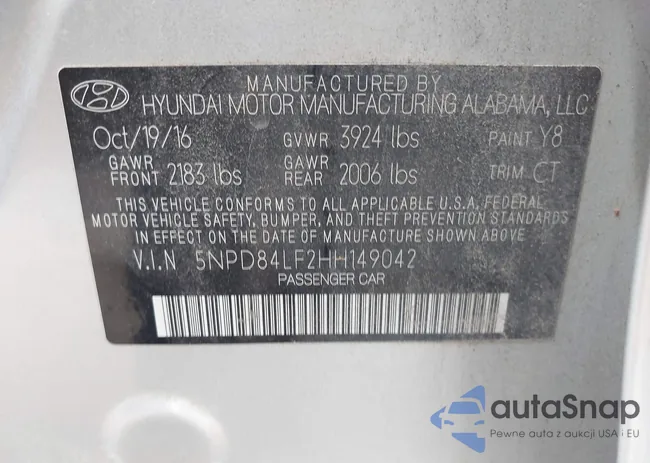 MANUFACTURED BY
HYUNDAI MOTOR MANUFACTURING ALABAMA, LLC
Oct/19/16 GVWR 3924 lbs PAINT Y8
GAWR FRONT 2183 lbs GAWR REAR 2006 lbs TRIM CT
THIS VEHICLE CONFORMS TO ALL APPLICABLE U.S.A. FEDERAL
MOTOR VEHICLE SAFETY, BUMPER, AND THEFT PREVENTION STANDARDS
IN EFFECT ON THE DATE OF MANUFACTURE SHOWN ABOVE
V.I.N 5NPD84LF2HH149042
PASSENGER CAR
autaSnap
Pewne auta z aukcji USA i EU